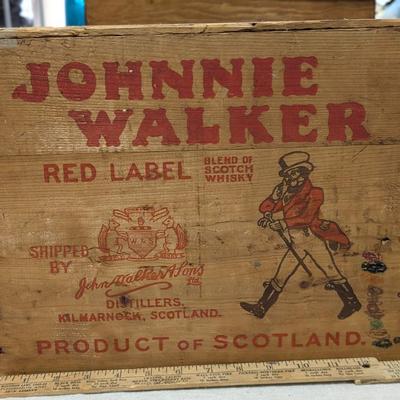 JOHNNIE
WALKER
RED LABEL
BLEND OF
SCOTCH
WHISKY
SHIPPED
BY
John Walker & Sons
Ltd
DISTILLERS,
KILMARNOCK, SCOTLAND.
PRODUCT OF SCOTLAND.